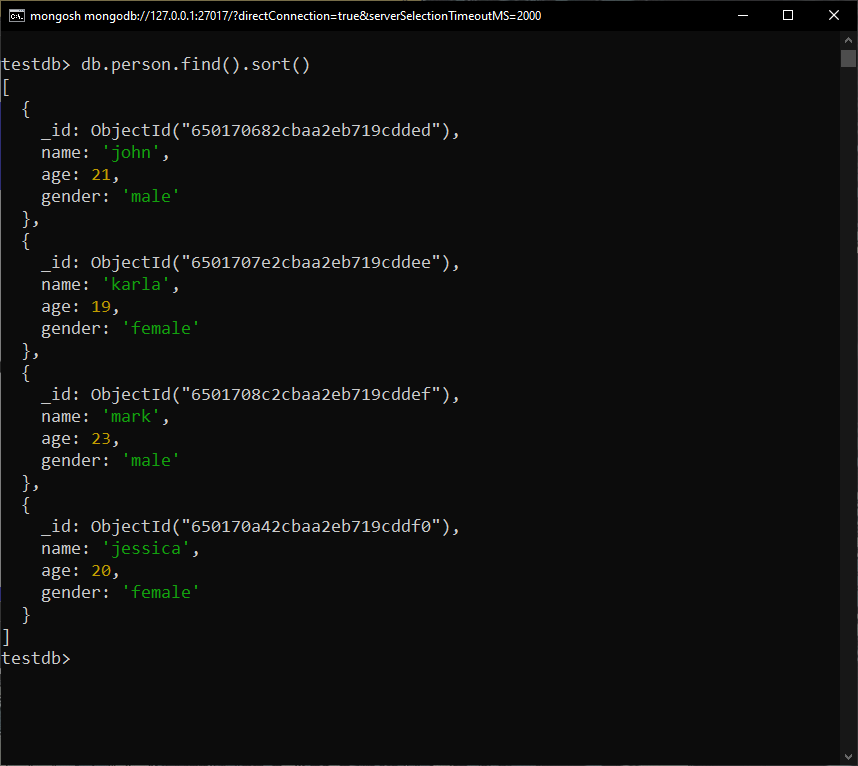 mongosh mongodb://127.0.0.1:27017/?directConnection=true&serverSelectionTimeoutMS=2000
testdb> db.person.find().sort()
[
  {
    _id: ObjectId("650170682cbaa2eb719cdded"),
    name: 'john',
    age: 21,
    gender: 'male'
  },
  {
    _id: ObjectId("6501707e2cbaa2eb719cddee"),
    name: 'karla',
    age: 19,
    gender: 'female'
  },
  {
    _id: ObjectId("6501708c2cbaa2eb719cddef"),
    name: 'mark',
    age: 23,
    gender: 'male'
  },
  {
    _id: ObjectId("650170a42cbaa2eb719cddf0"),
    name: 'jessica',
    age: 20,
    gender: 'female'
  }
]
testdb>